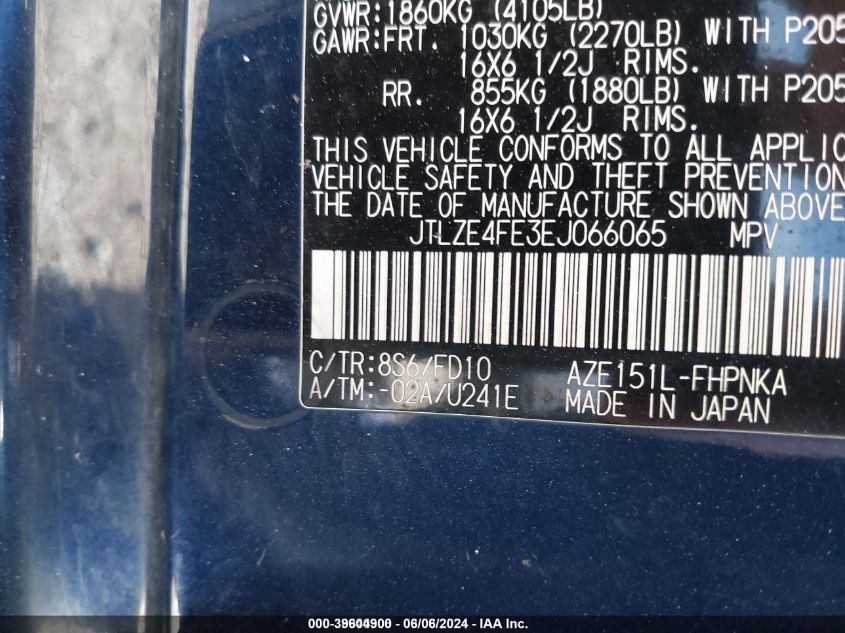 GVWR:1860KG (4105LB)
GAWR:FRT. 1030KG (2270LB) WITH P205
16X6 1/2J RIMS.
RR. 855KG (1880LB) WITH P205
16X6 1/2J RIMS.
THIS VEHICLE CONFORMS TO ALL APPLIC
VEHICLE SAFETY AND THEFT PREVENTION
THE DATE OF MANUFACTURE SHOWN ABOVE
JTLZE4FE3EJ066065 MPV
C/TR:8S6/FD10 AZE151L-FHPNKA
A/TM:-02A/U241E MADE IN JAPAN
000-39604906 - 06/06/2024 - IAA Inc.